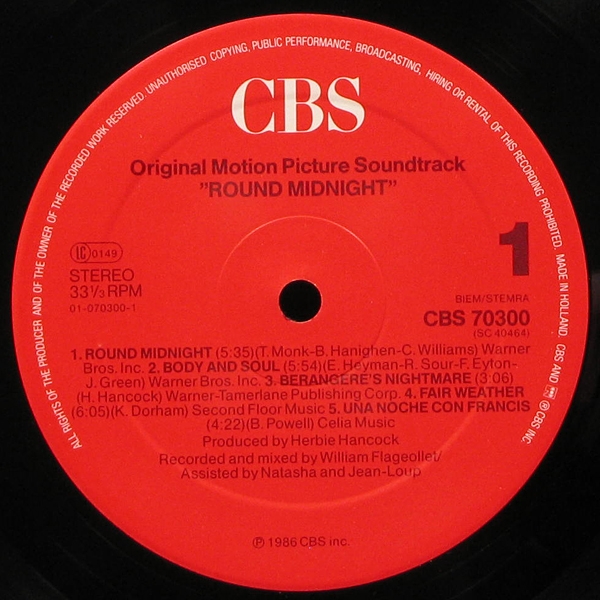 ALL RIGHTS OF THE PRODUCER AND OF THE OWNER OF THE RECORDED WORK RESERVED. UNAUTHORISED COPYING, PUBLIC PERFORMANCE, BROADCASTING, HIRING OR RENTAL OF THIS RECORDING PROHIBITED. MADE IN HOLLAND CBS AND ℗ CBS INC.
CBS
Original Motion Picture Soundtrack
"ROUND MIDNIGHT"
1
LC 0149
STEREO
33⅓ RPM
01-070300-1
BIEM/STEMRA
CBS 70300
(SC 40464)
1. ROUND MIDNIGHT (5:35)(T. Monk-B. Hanighen-C. Williams) Warner
Bros. Inc. 2. BODY AND SOUL (5:54)(E. Heyman-R. Sour-F. Eyton-
J. Green) Warner Bros. Inc. 3. BERANGERE'S NIGHTMARE (3:06)
(H. Hancock) Warner-Tamerlane Publishing Corp. 4. FAIR WEATHER
(6:05)(K. Dorham) Second Floor Music 5. UNA NOCHE CON FRANCIS
(4:22)(B. Powell) Celia Music
Produced by Herbie Hancock
Recorded and mixed by William Flageollet/
Assisted by Natasha and Jean-Loup
℗ 1986 CBS inc.